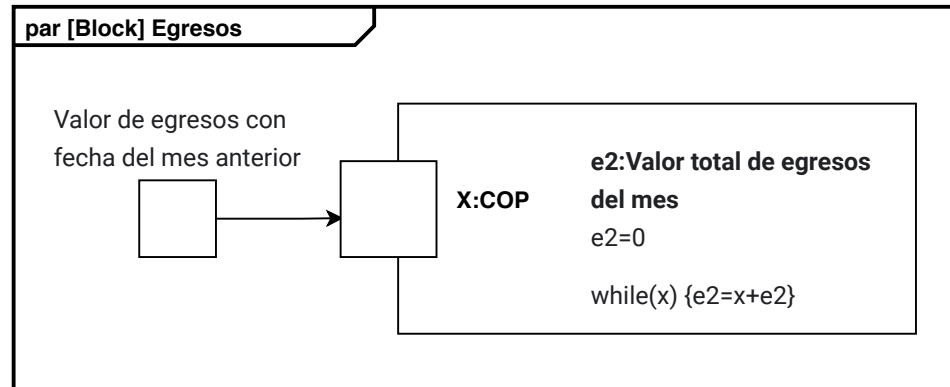 par [Block] Egresos
Valor de egresos con
fecha del mes anterior
X:COP
e2:Valor total de egresos
del mes
e2=0
while(x) {e2=x+e2}